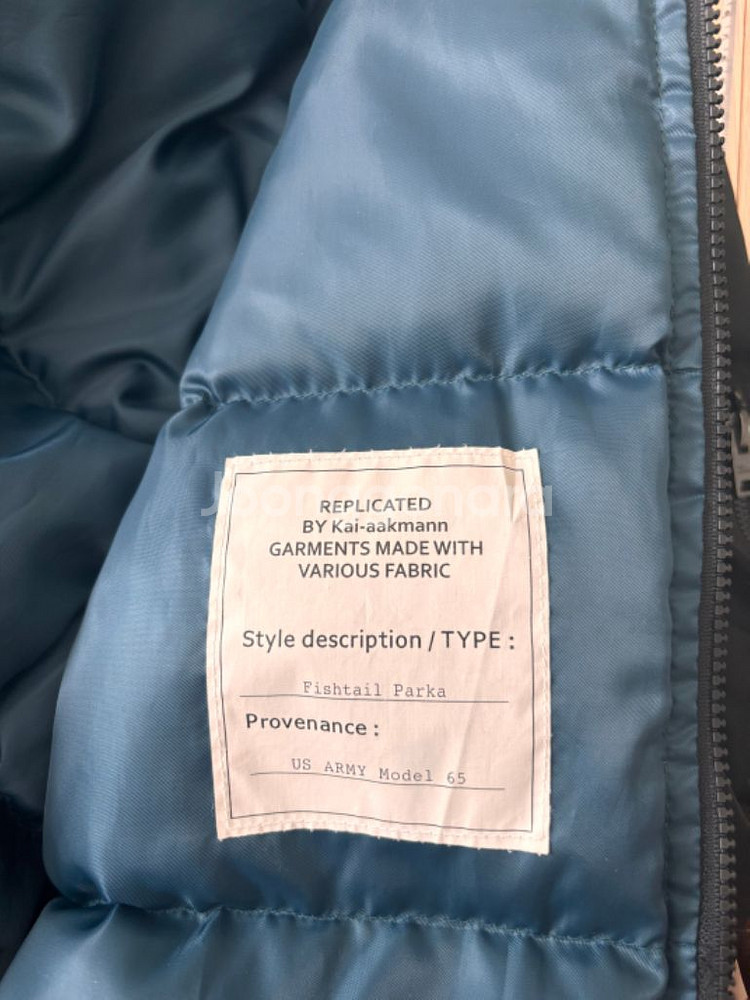 REPLICATED
BY Kai-aakmann
GARMENTS MADE WITH
VARIOUS FABRIC
Style description / TYPE :
Fishtail Parka
Provenance :
US ARMY Model 65